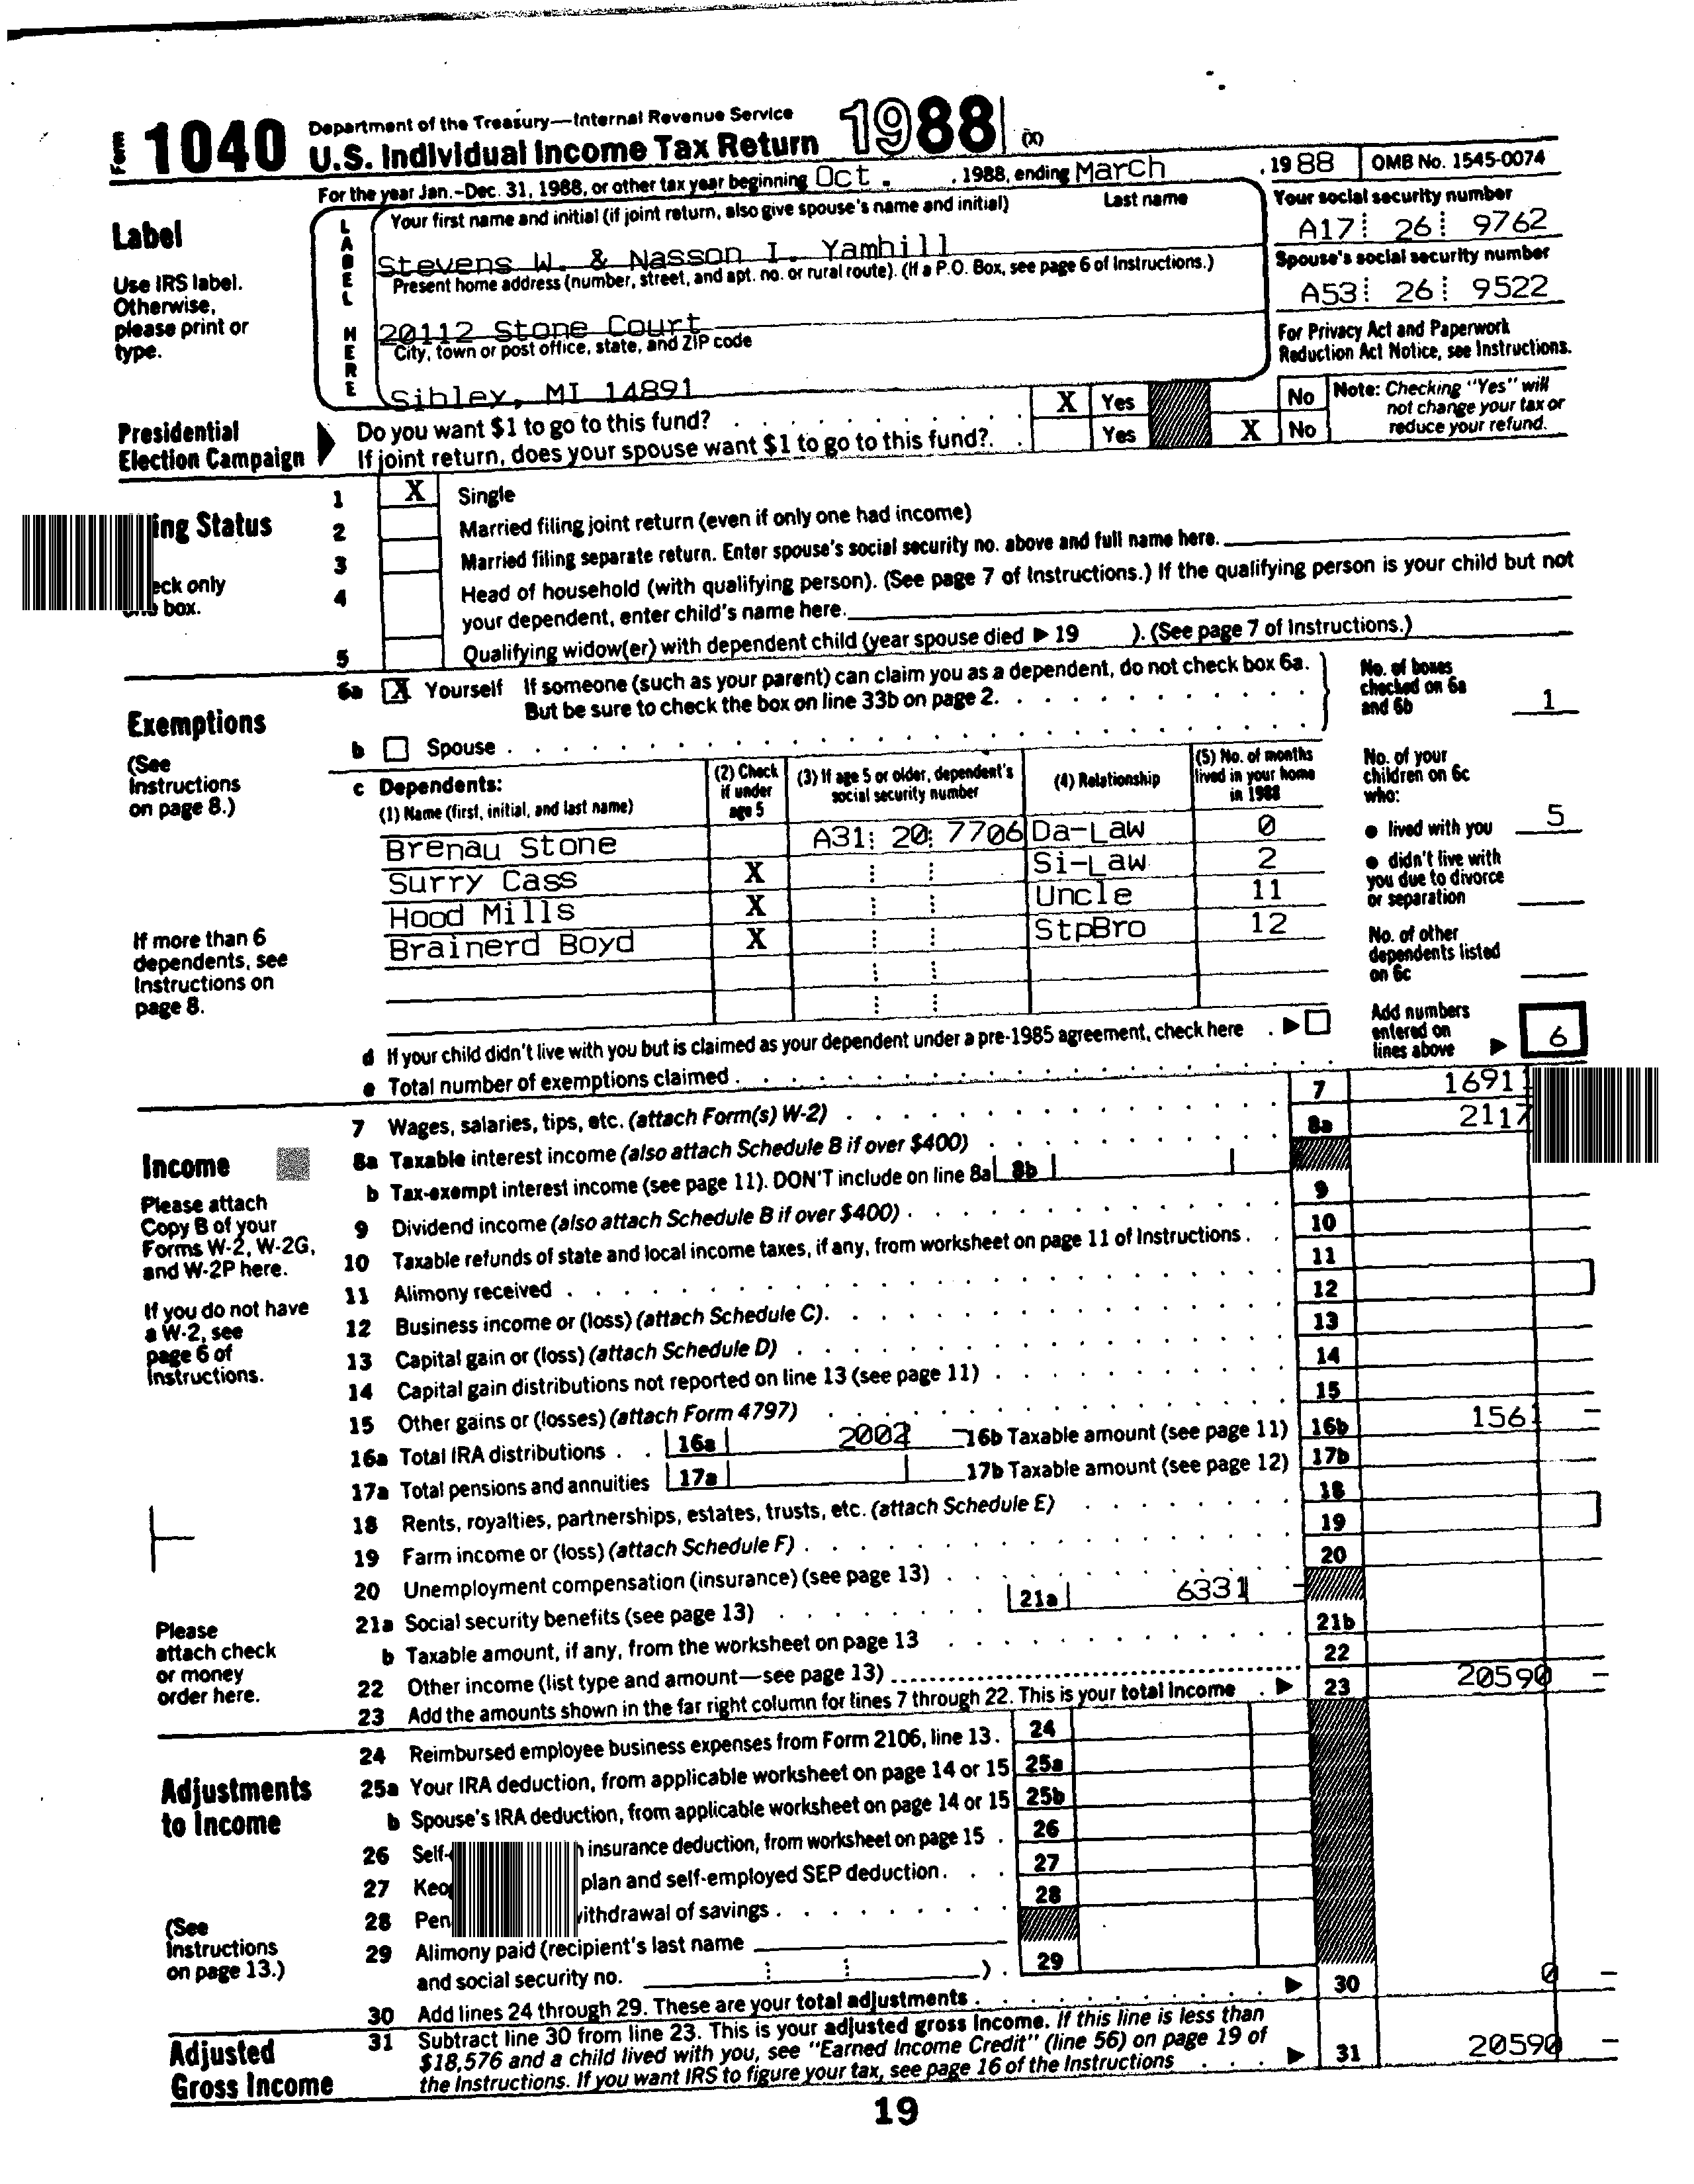 Form 1040 Department of the Treasury—Internal Revenue Service
U.S. Individual Income Tax Return 1988 (X)
For the year Jan.–Dec. 31, 1988, or other tax year beginning Oct. , 1988, ending March , 19 88 OMB No. 1545-0074
Label
Use IRS label.
Otherwise,
please print or
type.
LABEL HERE
Your first name and initial (if joint return, also give spouse's name and initial) Last name
Stevens W. & Nasson I. Yamhill
Present home address (number, street, and apt. no. or rural route). (If a P.O. Box, see page 6 of Instructions.)
20112 Stone Court
City, town or post office, state, and ZIP code
Sibley, MI 14891
Your social security number
A17 26 9762
Spouse's social security number
A53 26 9522
For Privacy Act and Paperwork
Reduction Act Notice, see Instructions.
Presidential
Election Campaign
Do you want $1 to go to this fund? X Yes No
If joint return, does your spouse want $1 to go to this fund?. Yes X No
Note: Checking "Yes" will
not change your tax or
reduce your refund.
ing Status
eck only
box.
1 X Single
2 Married filing joint return (even if only one had income)
3 Married filing separate return. Enter spouse's social security no. above and full name here.
4 Head of household (with qualifying person). (See page 7 of Instructions.) If the qualifying person is your child but not
your dependent, enter child's name here.
5 Qualifying widow(er) with dependent child (year spouse died ▶ 19 ). (See page 7 of Instructions.)
Exemptions
(See
Instructions
on page 8.)
If more than 6
dependents, see
Instructions on
page 8.
6a X Yourself If someone (such as your parent) can claim you as a dependent, do not check box 6a.
But be sure to check the box on line 33b on page 2.
b Spouse
No. of boxes
checked on 6a
and 6b 1
c Dependents:
(1) Name (first, initial, and last name)
(2) Check
if under
age 5
(3) If age 5 or older, dependent's
social security number
(4) Relationship
(5) No. of months
lived in your home
in 1988
Brenau Stone A31 20 7706 Da-Law 0
Surry Cass X Si-Law 2
Hood Mills X Uncle 11
Brainerd Boyd X StpBro 12
No. of your
children on 6c
who:
● lived with you 5
● didn't live with
you due to divorce
or separation
No. of other
dependents listed
on 6c
Add numbers
entered on
lines above ▶ 6
d If your child didn't live with you but is claimed as your dependent under a pre-1985 agreement, check here . ▶
e Total number of exemptions claimed
Income
Please attach
Copy B of your
Forms W-2, W-2G,
and W-2P here.
If you do not have
a W-2, see
page 6 of
Instructions.
Please
attach check
or money
order here.
7 Wages, salaries, tips, etc. (attach Form(s) W-2) 7 16911
8a Taxable interest income (also attach Schedule B if over $400) 8a 2117
b Tax-exempt interest income (see page 11). DON'T include on line 8a 8b
9 Dividend income (also attach Schedule B if over $400) 9
10 Taxable refunds of state and local income taxes, if any, from worksheet on page 11 of Instructions 10
11 Alimony received 11
12 Business income or (loss) (attach Schedule C). 12
13 Capital gain or (loss) (attach Schedule D) 13
14 Capital gain distributions not reported on line 13 (see page 11) 14
15 Other gains or (losses) (attach Form 4797) 15
16a Total IRA distributions 16a 2002 16b Taxable amount (see page 11) 16b 1561 –
17a Total pensions and annuities 17a 17b Taxable amount (see page 12) 17b
18 Rents, royalties, partnerships, estates, trusts, etc. (attach Schedule E) 18
19 Farm income or (loss) (attach Schedule F) 19
20 Unemployment compensation (insurance) (see page 13) 20
21a Social security benefits (see page 13) 21a 6331 –
b Taxable amount, if any, from the worksheet on page 13 21b
22 Other income (list type and amount—see page 13) 22
23 Add the amounts shown in the far right column for lines 7 through 22. This is your total income ▶ 23 20590 –
Adjustments
to Income
(See
Instructions
on page 13.)
24 Reimbursed employee business expenses from Form 2106, line 13. 24
25a Your IRA deduction, from applicable worksheet on page 14 or 15 25a
b Spouse's IRA deduction, from applicable worksheet on page 14 or 15 25b
26 Self- insurance deduction, from worksheet on page 15 26
27 Keo plan and self-employed SEP deduction 27
28 Pen withdrawal of savings 28
29 Alimony paid (recipient's last name
and social security no. ) 29
30 Add lines 24 through 29. These are your total adjustments ▶ 30 0 –
Adjusted
Gross Income
31 Subtract line 30 from line 23. This is your adjusted gross income. If this line is less than
$18,576 and a child lived with you, see "Earned Income Credit" (line 56) on page 19 of
the Instructions. If you want IRS to figure your tax, see page 16 of the Instructions ▶ 31 20590 –
19